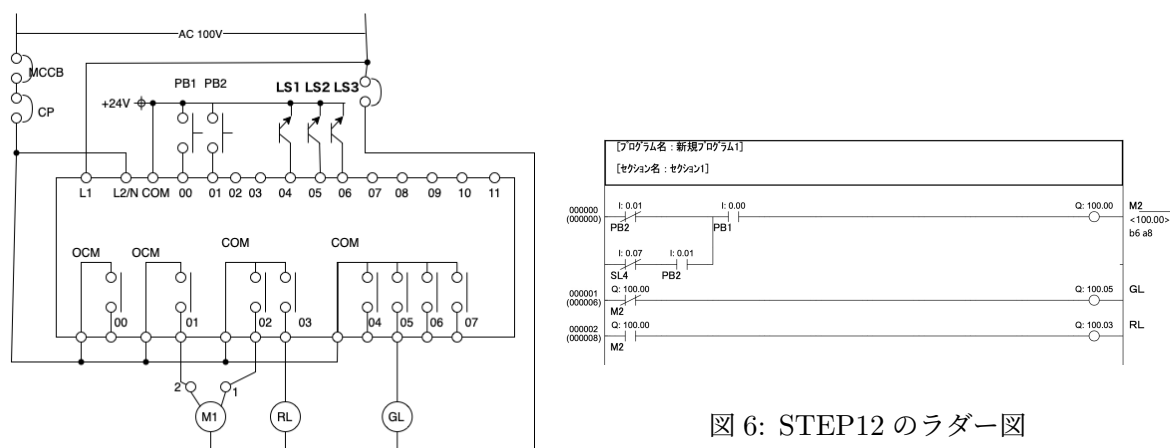 AC 100V
MCCB
CP
PB1 PB2
LS1 LS2 LS3
+24V
L1 L2/N COM 00 01 02 03 04 05 06 07 08 09 10 11
OCM OCM COM COM
00 01 02 03 04 05 06 07
2 1
M1 RL GL
[プログラム名 : 新規プログラム1]
[セクション名 : セクション1]
000000
(000000)
I: 0.01
PB2
I: 0.00
PB1
Q: 100.00
M2
<100.00>
b6 a8
I: 0.07
SL4
I: 0.01
PB2
000001
(000006)
Q: 100.00
M2
Q: 100.05
GL
000002
(000008)
Q: 100.00
M2
Q: 100.03
RL
図 6: STEP12 のラダー図